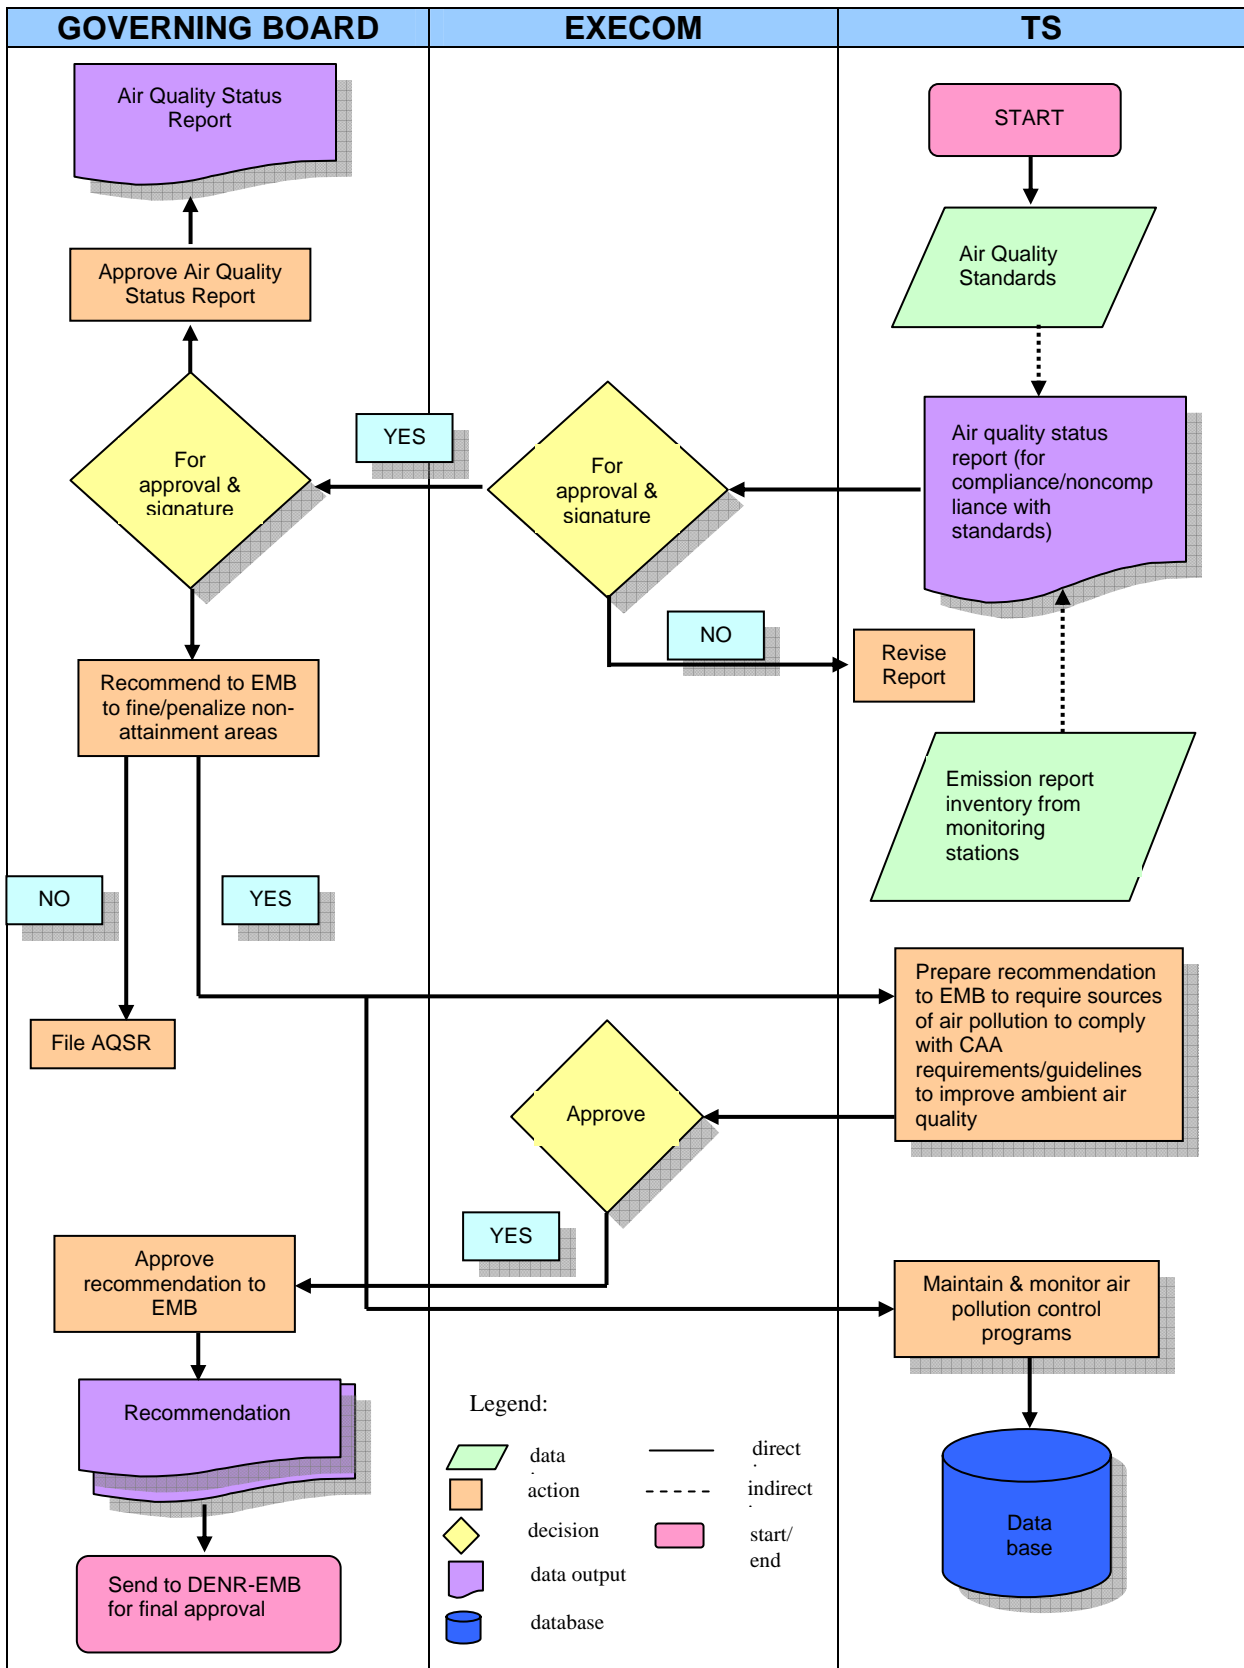 GOVERNING BOARD
EXECOM
TS
Air Quality Status
Report
START
Air Quality
Standards
Approve Air Quality
Status Report
YES
For
approval &
signature
For
approval &
signature
Air quality status
report (for
compliance/noncomp
liance with
standards)
NO
Revise
Report
Recommend to EMB
to fine/penalize non-
attainment areas
Emission report
inventory from
monitoring
stations
NO
YES
File AQSR
Prepare recommendation
to EMB to require sources
of air pollution to comply
with CAA
requirements/guidelines
to improve ambient air
quality
Approve
YES
Approve
recommendation to
EMB
Maintain & monitor air
pollution control
programs
Recommendation
Send to DENR-EMB
for final approval
Data
base
Legend:
data
direct
action
indirect
decision
start/
end
data output
database